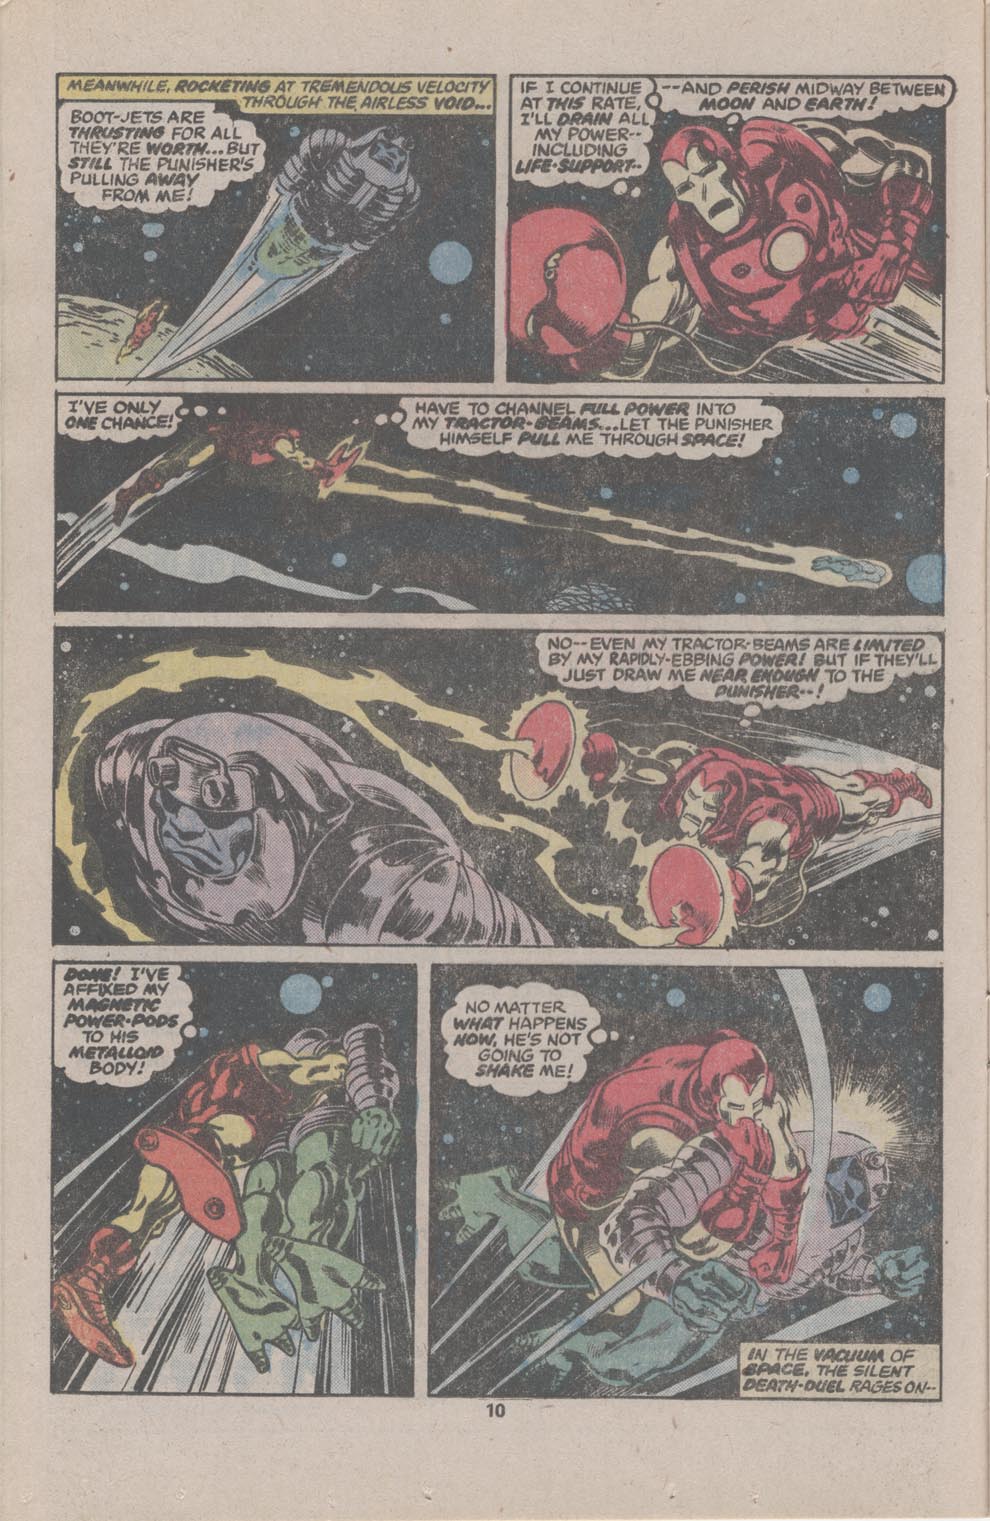 MEANWHILE, ROCKETING AT TREMENDOUS VELOCITY
THROUGH THE AIRLESS VOID...
BOOT-JETS ARE
THRUSTING FOR ALL
THEY'RE WORTH... BUT
STILL THE PUNISHER'S
PULLING AWAY
FROM ME!
IF I CONTINUE
AT THIS RATE,
I'LL DRAIN ALL
MY POWER--
INCLUDING
LIFE-SUPPORT--
--AND PERISH MIDWAY BETWEEN
MOON AND EARTH!
I'VE ONLY
ONE CHANCE!
HAVE TO CHANNEL FULL POWER INTO
MY TRACTOR-BEAMS... LET THE PUNISHER
HIMSELF PULL ME THROUGH SPACE!
NO--EVEN MY TRACTOR-BEAMS ARE LIMITED
BY MY RAPIDLY-EBBING POWER! BUT IF THEY'LL
JUST DRAW ME NEAR ENOUGH TO THE
PUNISHER--!
DONE! I'VE
AFFIXED MY
MAGNETIC
POWER-PODS
TO HIS
METALLOID
BODY!
NO MATTER
WHAT HAPPENS
NOW, HE'S NOT
GOING TO
SHAKE ME!
IN THE VACUUM OF
SPACE, THE SILENT
DEATH-DUEL RAGES ON--
10